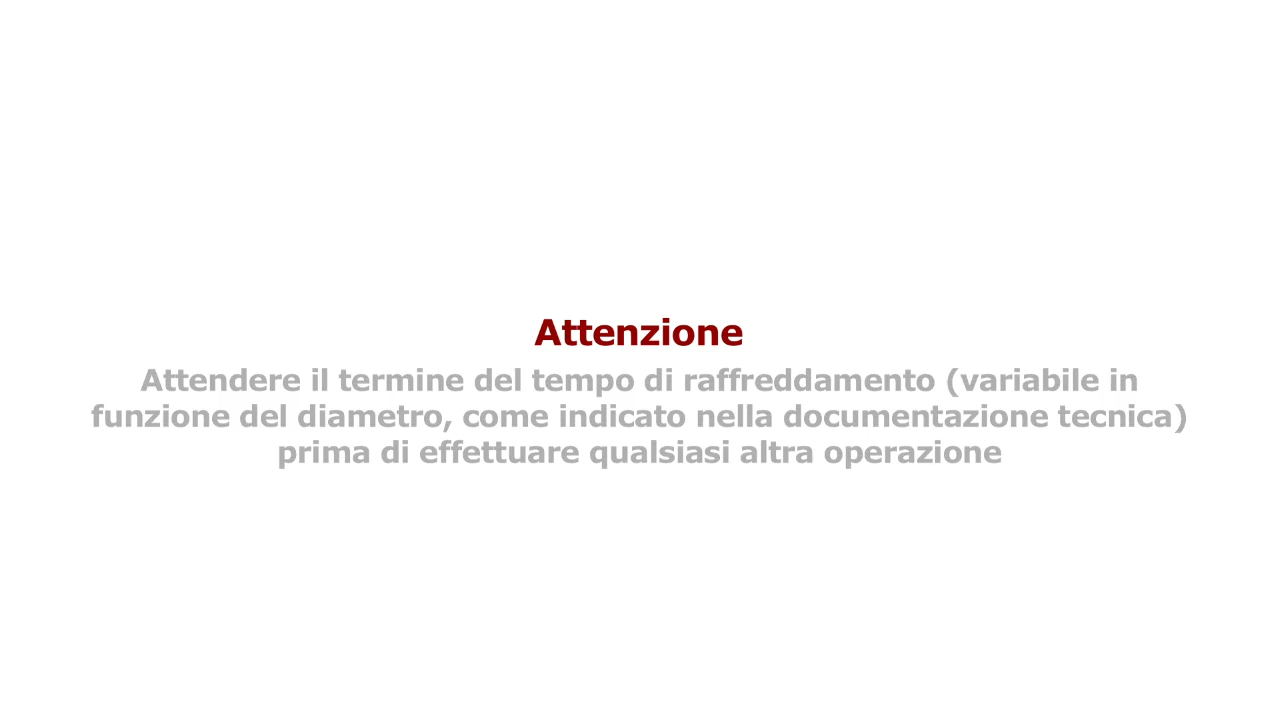 Attenzione
Attendere il termine del tempo di raffreddamento (variabile in
funzione del diametro, come indicato nella documentazione tecnica)
prima di effettuare qualsiasi altra operazione